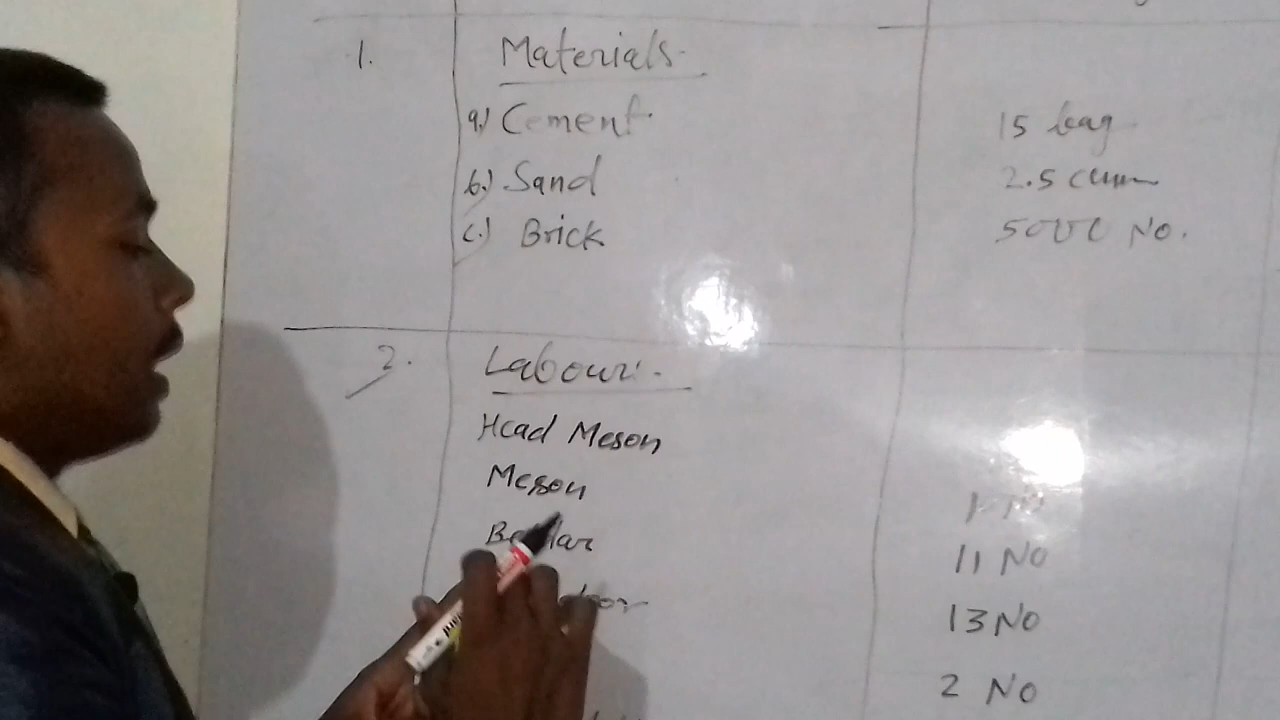 1. Materials
a.) Cement 15 bag
b.) Sand 2.5 cum
c.) Brick 5000 No.
2. Labour
Head Meson
Meson
11 No
13 No
2 No